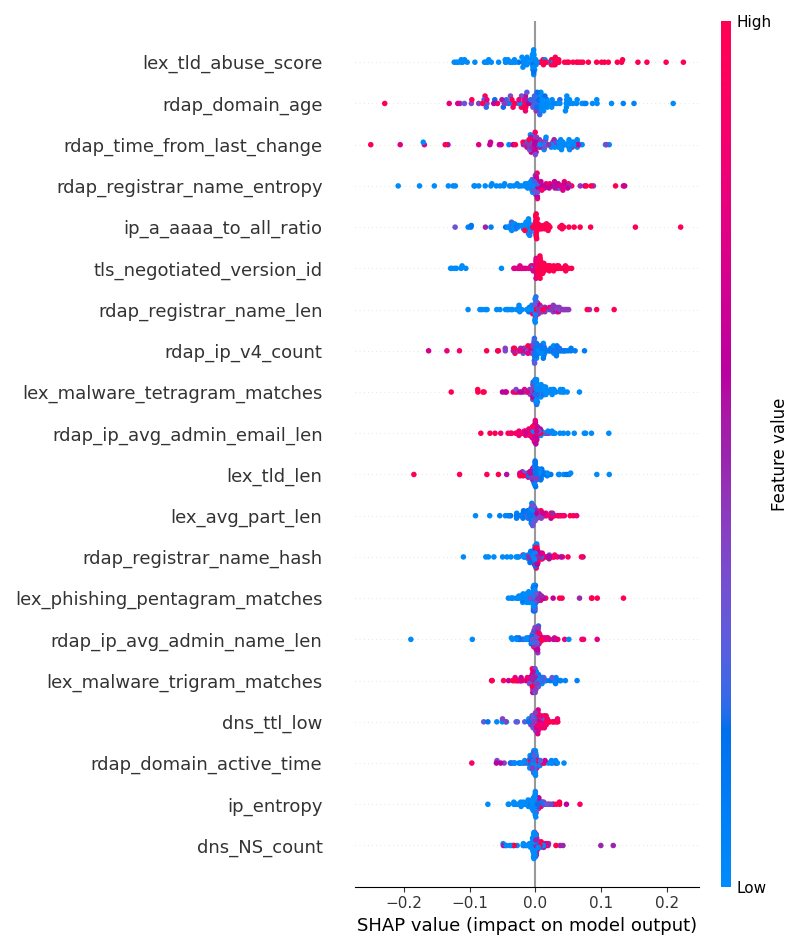 High
lex_tld_abuse_score
rdap_domain_age
rdap_time_from_last_change
rdap_registrar_name_entropy
ip_a_aaaa_to_all_ratio
tls_negotiated_version_id
rdap_registrar_name_len
rdap_ip_v4_count
lex_malware_tetragram_matches
rdap_ip_avg_admin_email_len
lex_tld_len
lex_avg_part_len
rdap_registrar_name_hash
lex_phishing_pentagram_matches
rdap_ip_avg_admin_name_len
lex_malware_trigram_matches
dns_ttl_low
rdap_domain_active_time
ip_entropy
dns_NS_count
Feature value
Low
−0.2 −0.1 0.0 0.1 0.2
SHAP value (impact on model output)